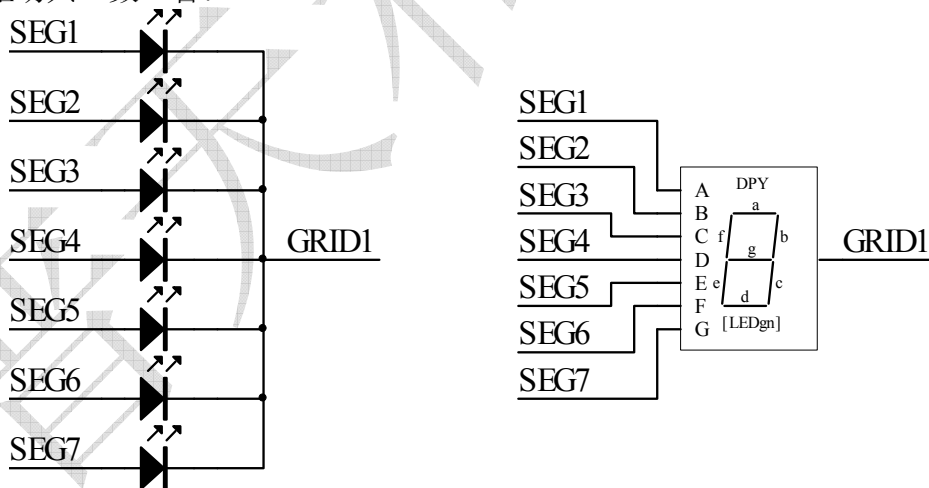 SEG1
SEG2
SEG3
SEG4
SEG5
SEG6
SEG7
GRID1
SEG1
SEG2
SEG3
SEG4
SEG5
SEG6
SEG7
A
B
C
D
E
F
G
DPY
a
f
b
g
e
c
d
[LEDgn]
GRID1